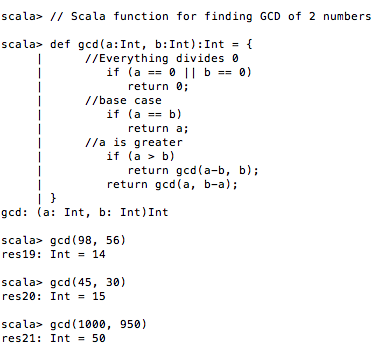 scala> // Scala function for finding GCD of 2 numbers
scala> def gcd(a:Int, b:Int):Int = {
     |      //Everything divides 0
     |         if (a == 0 || b == 0)
     |            return 0;
     |      //base case
     |         if (a == b)
     |            return a;
     |      //a is greater
     |         if (a > b)
     |            return gcd(a-b, b);
     |         return gcd(a, b-a);
     | }
gcd: (a: Int, b: Int)Int
scala> gcd(98, 56)
res19: Int = 14
scala> gcd(45, 30)
res20: Int = 15
scala> gcd(1000, 950)
res21: Int = 50